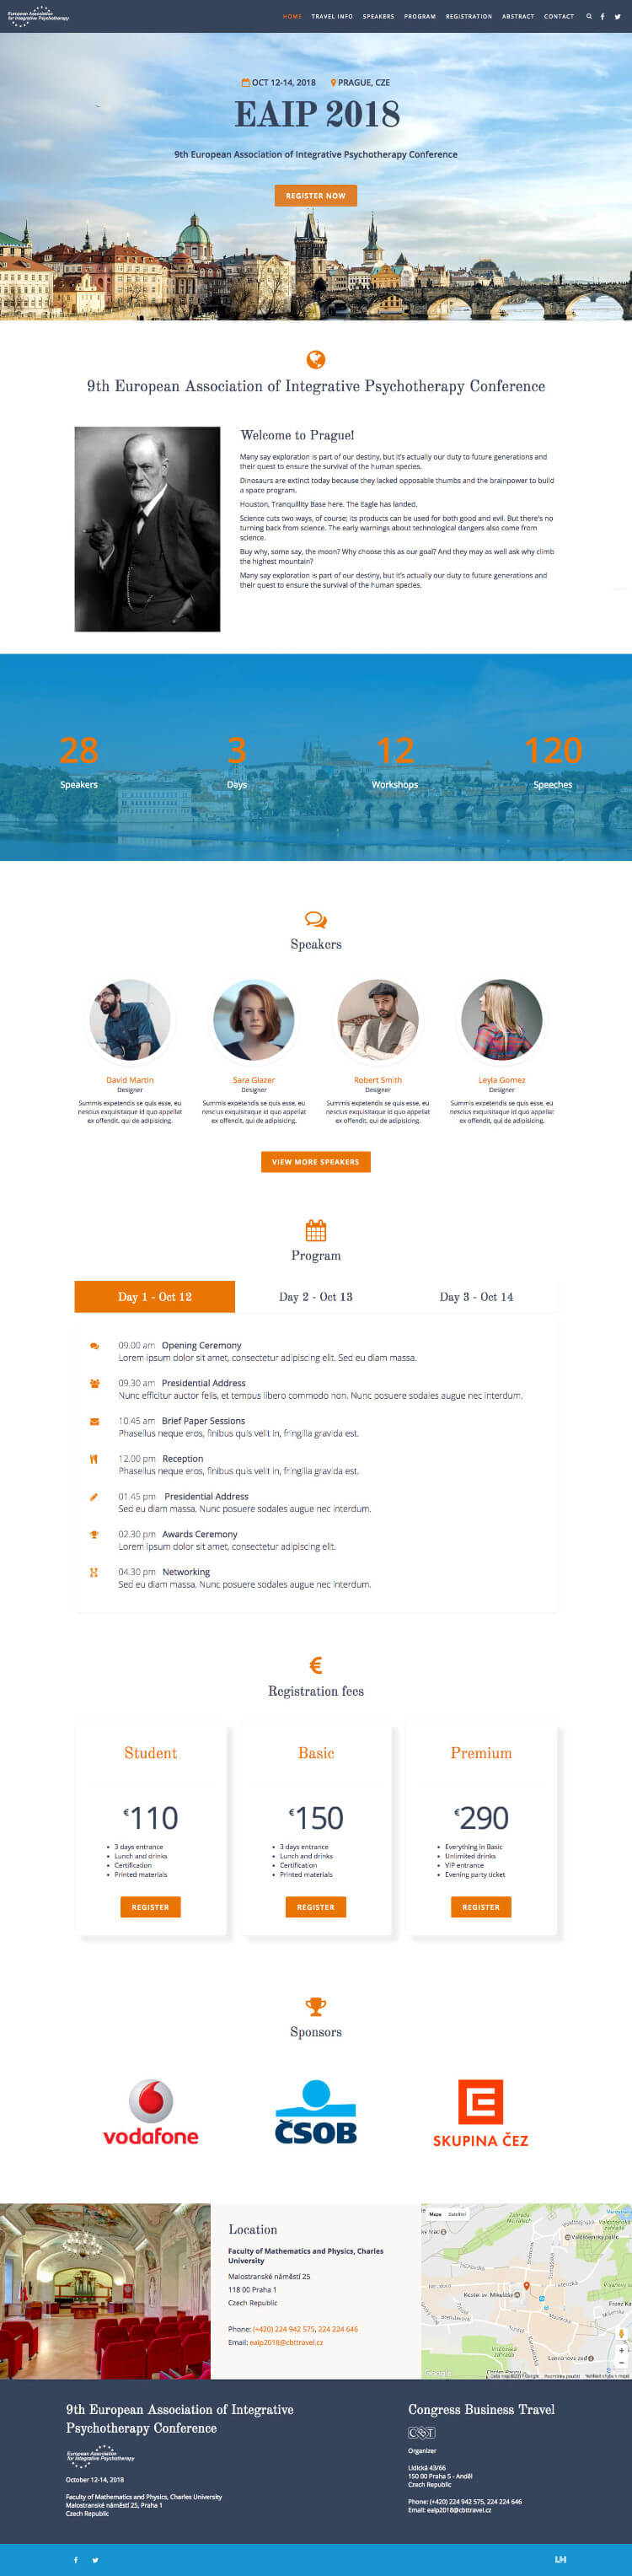 European Association
for Integrative Psychotherapy
HOME TRAVEL INFO SPEAKERS PROGRAM REGISTRATION ABSTRACT CONTACT
OCT 12-14, 2018 PRAGUE, CZE
EAIP 2018
9th European Association of Integrative Psychotherapy Conference
REGISTER NOW
9th European Association of Integrative Psychotherapy Conference
Welcome to Prague!
Many say exploration is part of our destiny, but it's actually our duty to future generations and
their quest to ensure the survival of the human species.
Dinosaurs are extinct today because they lacked opposable thumbs and the brainpower to build
a space program.
Houston, Tranquillity Base here. The Eagle has landed.
Science cuts two ways, of course; its products can be used for both good and evil. But there's no
turning back from science. The early warnings about technological dangers also come from
science.
Buy why, some say, the moon? Why choose this as our goal? And they may as well ask why climb
the highest mountain?
Many say exploration is part of our destiny, but it's actually our duty to future generations and
their quest to ensure the survival of the human species.
28 3 12 120
Speakers Days Workshops Speeches
Speakers
David Martin Sara Glazer Robert Smith Leyla Gomez
Designer Designer Designer Designer
Summis expetendis se quis esse, eu Summis expetendis se quis esse, eu Summis expetendis se quis esse, eu Summis expetendis se quis esse, eu
nescius exquisitaque id quo appellat nescius exquisitaque id quo appellat nescius exquisitaque id quo appellat nescius exquisitaque id quo appellat
ex offendit, qui de adipisicing. ex offendit, qui de adipisicing. ex offendit, qui de adipisicing. ex offendit, qui de adipisicing.
VIEW MORE SPEAKERS
Program
Day 1 - Oct 12 Day 2 - Oct 13 Day 3 - Oct 14
09.00 am Opening Ceremony
Lorem ipsum dolor sit amet, consectetur adipiscing elit. Sed eu diam massa.
09.30 am Presidential Address
Nunc efficitur auctor felis, et tempus libero commodo non. Nunc posuere sodales augue nec interdum.
10.45 am Brief Paper Sessions
Phasellus neque eros, finibus quis velit in, fringilla gravida est.
12.00 pm Reception
Phasellus neque eros, finibus quis velit in, fringilla gravida est.
01.45 pm Presidential Address
Sed eu diam massa. Nunc posuere sodales augue nec interdum.
02.30 pm Awards Ceremony
Lorem ipsum dolor sit amet, consectetur adipiscing elit.
04.30 pm Networking
Sed eu diam massa. Nunc posuere sodales augue nec interdum.
€
Registration fees
Student Basic Premium
€110 €150 €290
• 3 days entrance • 3 days entrance • Everything in Basic
• Lunch and drinks • Lunch and drinks • Unlimited drinks
• Certification • Certification • VIP entrance
• Printed materials • Printed materials • Evening party ticket
REGISTER REGISTER REGISTER
Sponsors
vodafone
ČSOB
SKUPINA ČEZ
Location
Faculty of Mathematics and Physics, Charles
University
Malostranské náměstí 25
118 00 Praha 1
Czech Republic
Phone: (+420) 224 942 575, 224 224 646
Email: eaip2018@cbttravel.cz
Mapa Satelitní
Google
9th European Association of Integrative
Psychotherapy Conference
European Association
for Integrative Psychotherapy
October 12-14, 2018
Faculty of Mathematics and Physics, Charles University
Malostranské náměstí 25, Praha 1
Czech Republic
Congress Business Travel
Organizer
Lidická 43/66
150 00 Praha 5 - Anděl
Czech Republic
Phone: (+420) 224 942 575, 224 224 646
Email: eaip2018@cbttravel.cz